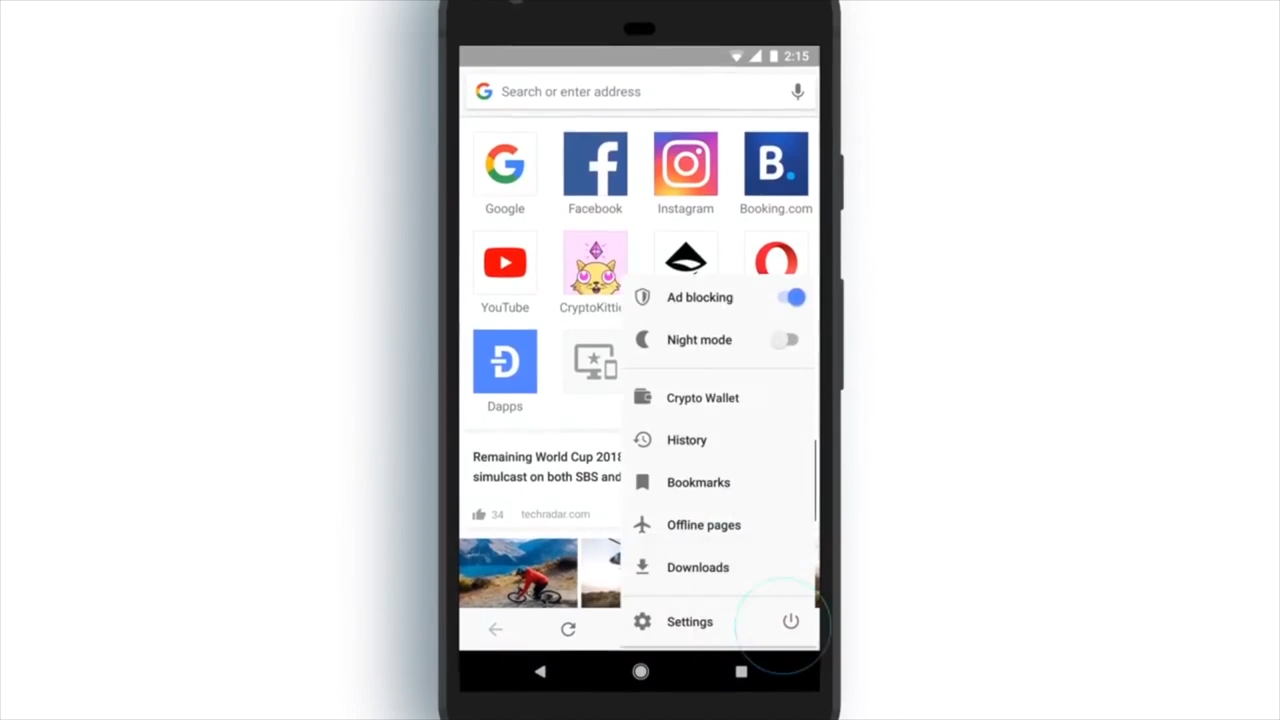 2:15
Search or enter address
B.
Google
Facebook
Instagram
Booking.com
YouTube
CryptoKittie
Ad blocking
Night mode
Dapps
Crypto Wallet
History
Bookmarks
Offline pages
Downloads
Settings
Remaining World Cup 2018
simulcast on both SBS and
34 techradar.com